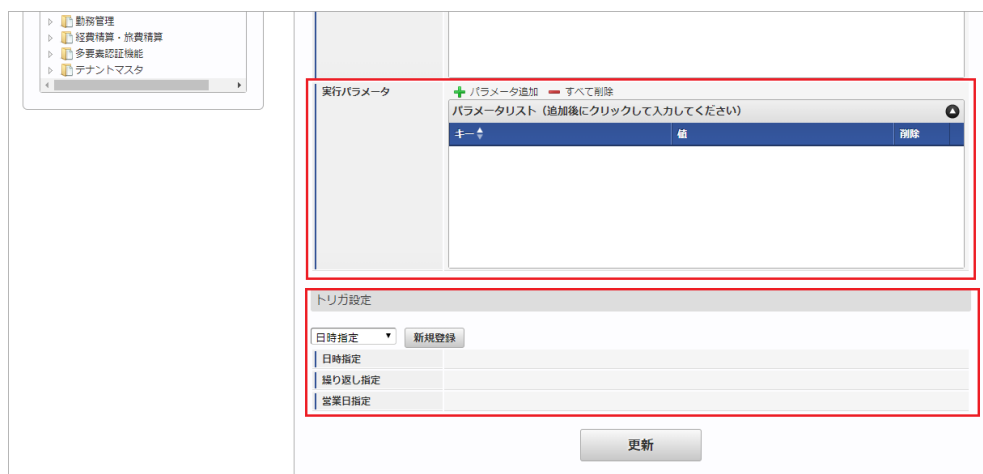 勤務管理
経費精算・旅費精算
多要素認証機能
テナントマスタ
実行パラメータ
パラメータ追加 すべて削除
パラメータリスト（追加後にクリックして入力してください）
キー 値 削除
トリガ設定
日時指定 新規登録
日時指定
繰り返し指定
営業日指定
更新